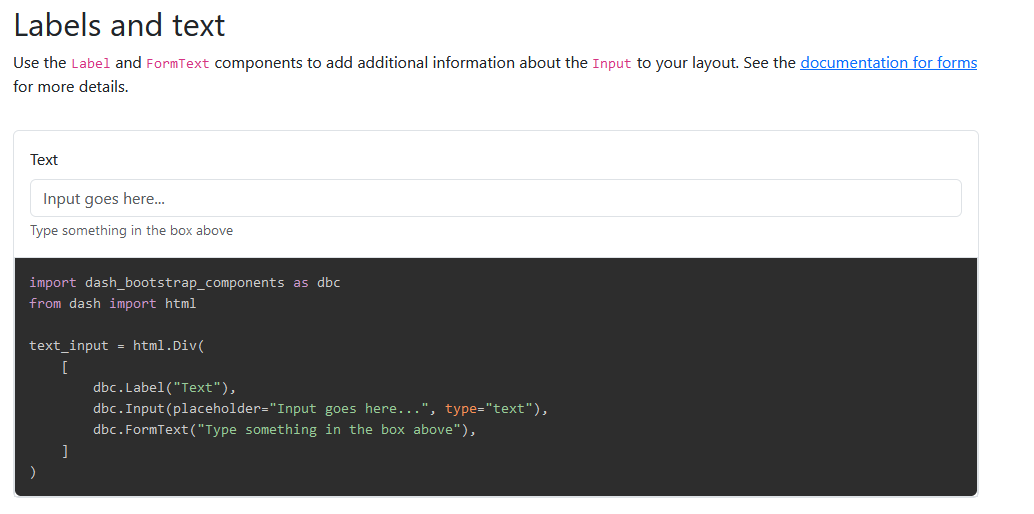 Labels and text
Use the Label and FormText components to add additional information about the Input to your layout. See the documentation for forms
for more details.
Text
Input goes here...
Type something in the box above
import dash_bootstrap_components as dbc
from dash import html

text_input = html.Div(
    [
        dbc.Label("Text"),
        dbc.Input(placeholder="Input goes here...", type="text"),
        dbc.FormText("Type something in the box above"),
    ]
)